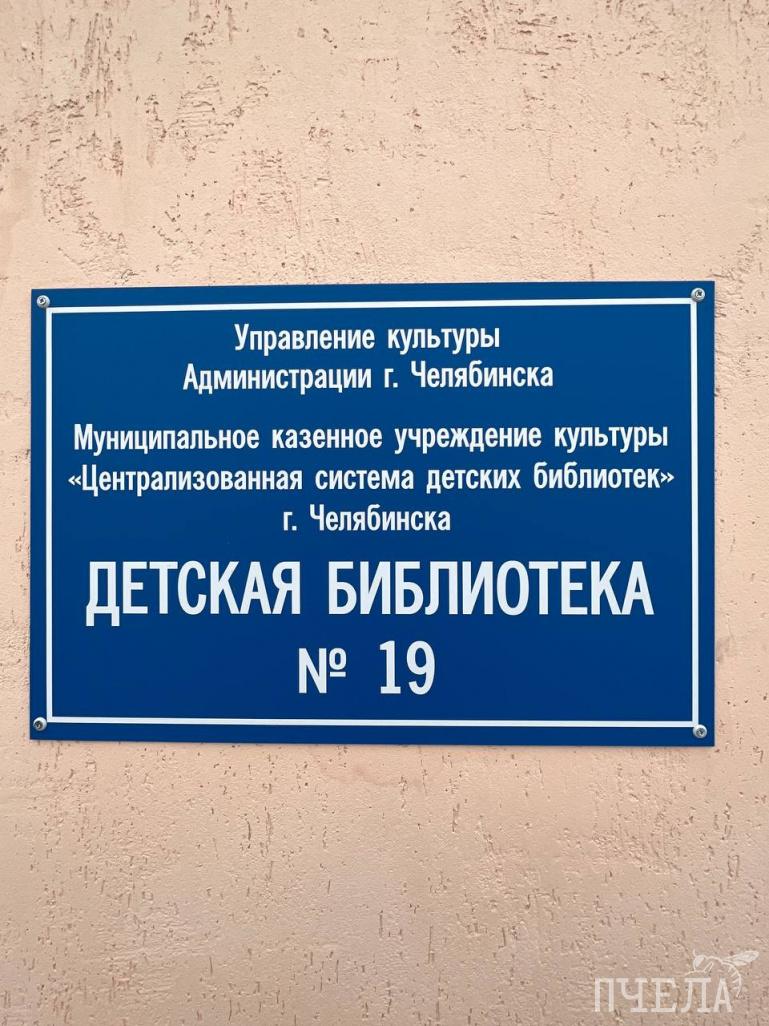 Управление культуры
Администрации г. Челябинска
Муниципальное казенное учреждение культуры
«Централизованная система детских библиотек»
г. Челябинска
ДЕТСКАЯ БИБЛИОТЕКА
№ 19
ПЧЕЛА